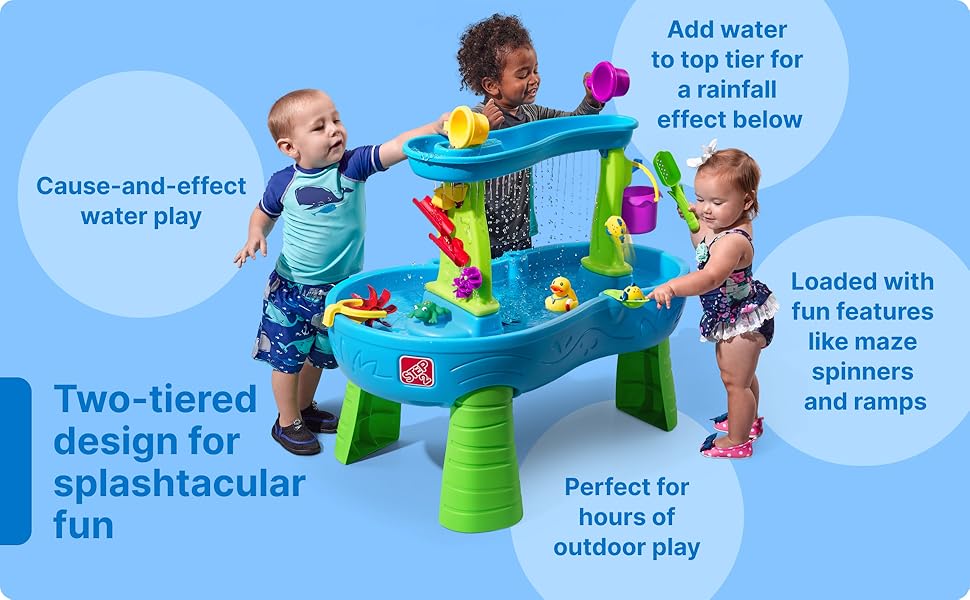 Add water
to top tier for
a rainfall
effect below
Cause-and-effect
water play
Loaded with
fun features
like maze
spinners
and ramps
STEP2
Two-tiered
design for
splashtacular
fun
Perfect for
hours of
outdoor play